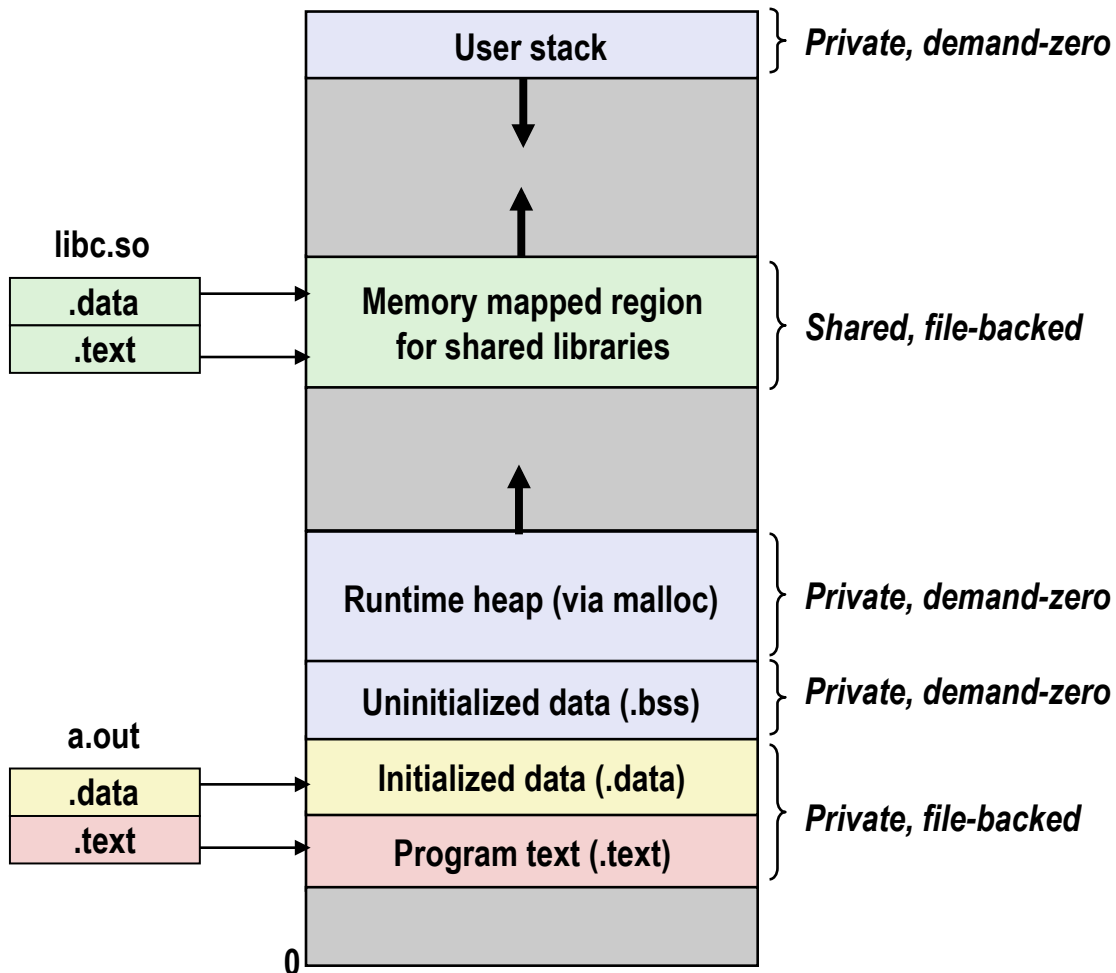 User stack
Private, demand-zero
libc.so
.data
.text
Memory mapped region
for shared libraries
Shared, file-backed
Runtime heap (via malloc)
Private, demand-zero
Uninitialized data (.bss)
Private, demand-zero
a.out
.data
.text
Initialized data (.data)
Program text (.text)
Private, file-backed
0